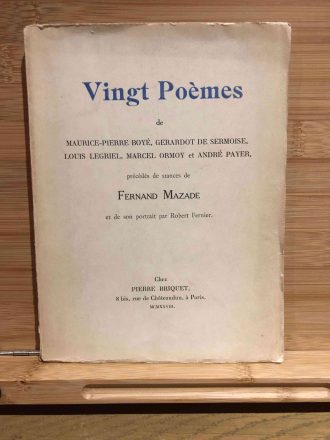 Vingt Poèmes
de
MAURICE-PIERRE BOYÉ, GERARDOT DE SERMOISE,
LOUIS LEGRIEL, MARCEL ORMOY et ANDRÉ PAYER,
précédés de stances de
FERNAND MAZADE
et de son portrait par Robert Fernier.
Chez
PIERRE BRIQUET,
8 bis, rue de Châteaudun, à Paris.
MCMXXVIII.